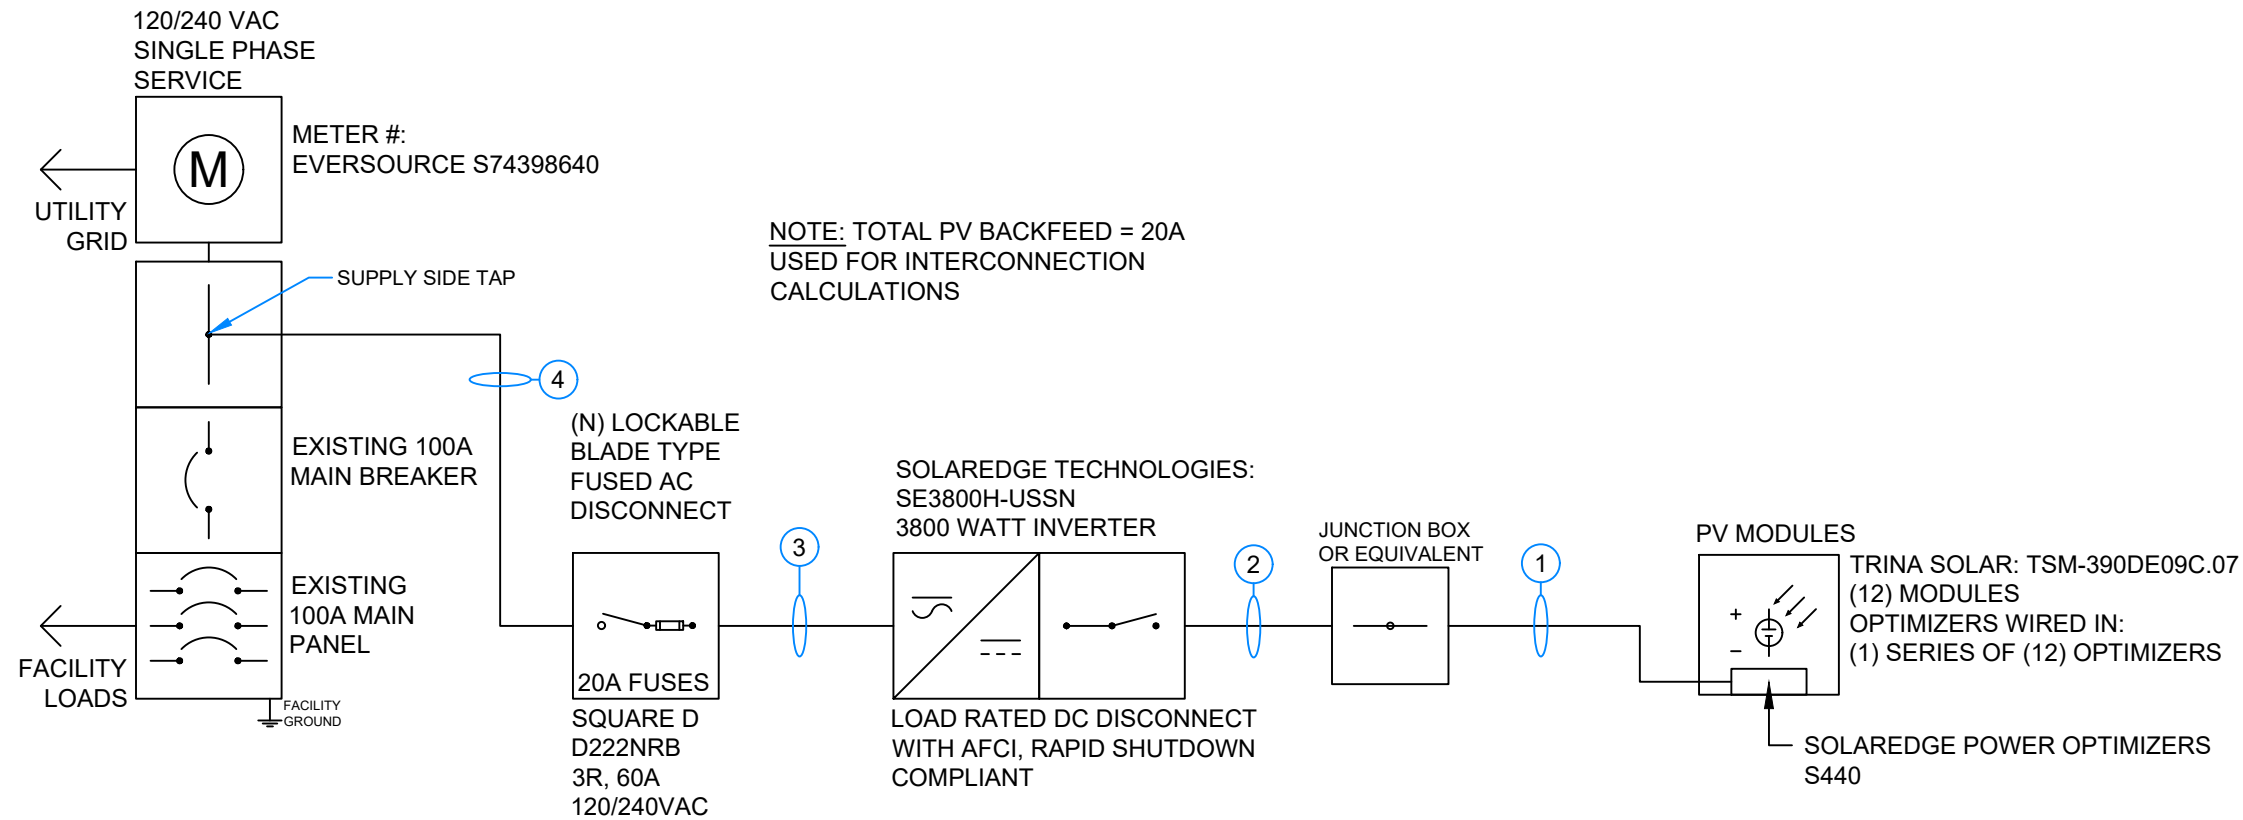 120/240 VAC
SINGLE PHASE
SERVICE
M
METER #:
EVERSOURCE S74398640
UTILITY
GRID
SUPPLY SIDE TAP
NOTE: TOTAL PV BACKFEED = 20A
USED FOR INTERCONNECTION
CALCULATIONS
4
EXISTING 100A
MAIN BREAKER
EXISTING
100A MAIN
PANEL
FACILITY
LOADS
FACILITY
GROUND
(N) LOCKABLE
BLADE TYPE
FUSED AC
DISCONNECT
20A FUSES
SQUARE D
D222NRB
3R, 60A
120/240VAC
3
SOLAREDGE TECHNOLOGIES:
SE3800H-USSN
3800 WATT INVERTER
LOAD RATED DC DISCONNECT
WITH AFCI, RAPID SHUTDOWN
COMPLIANT
2
JUNCTION BOX
OR EQUIVALENT
1
PV MODULES
+
−
TRINA SOLAR: TSM-390DE09C.07
(12) MODULES
OPTIMIZERS WIRED IN:
(1) SERIES OF (12) OPTIMIZERS
SOLAREDGE POWER OPTIMIZERS
S440